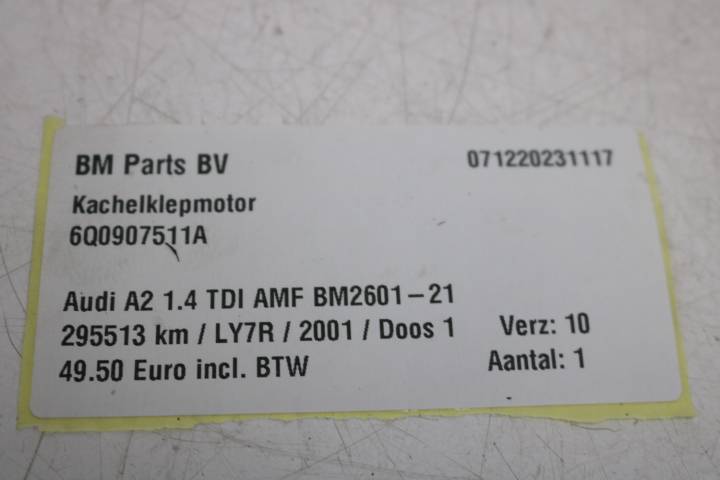 BM Parts BV 071220231117
Kachelklepmotor
6Q0907511A
Audi A2 1.4 TDI AMF BM2601-21
295513 km / LY7R / 2001 / Doos 1 Verz: 10
49.50 Euro incl. BTW Aantal: 1